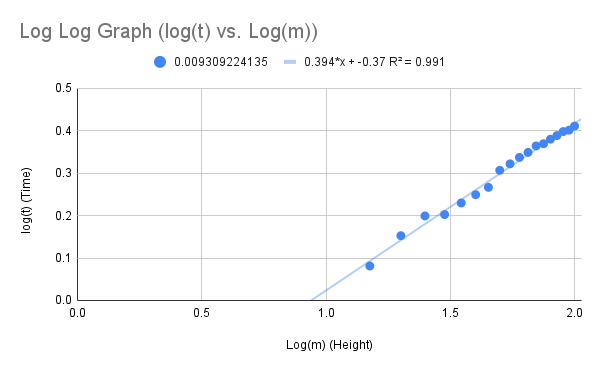 Log Log Graph (log(t) vs. Log(m))
0.009309224135 0.394*x + -0.37 R² = 0.991
0.5
0.4
0.3
0.2
0.1
0.0
log(t) (Time)
0.0 0.5 1.0 1.5 2.0
Log(m) (Height)